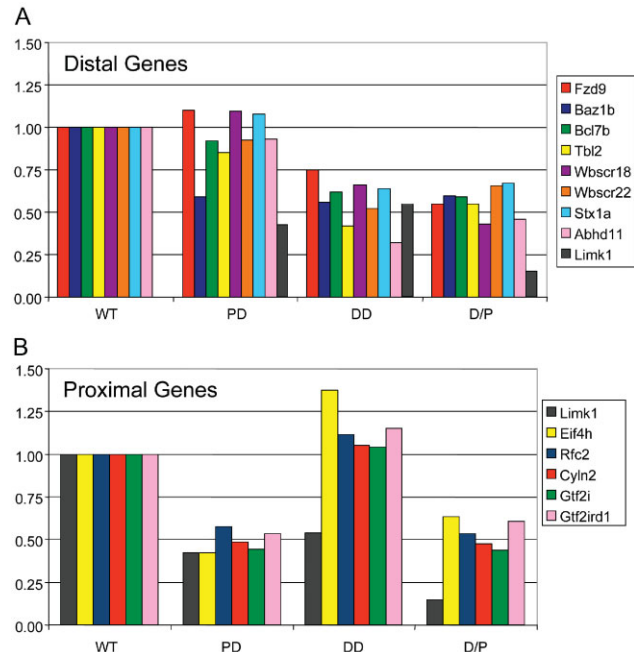 A
1.50
1.25
1.00
0.75
0.50
0.25
0.00
Distal Genes
WT PD DD D/P
Fzd9
Baz1b
Bcl7b
Tbl2
Wbscr18
Wbscr22
Stx1a
Abhd11
Limk1
B
1.50
1.25
1.00
0.75
0.50
0.25
0.00
Proximal Genes
WT PD DD D/P
Limk1
Eif4h
Rfc2
Cyln2
Gtf2i
Gtf2ird1